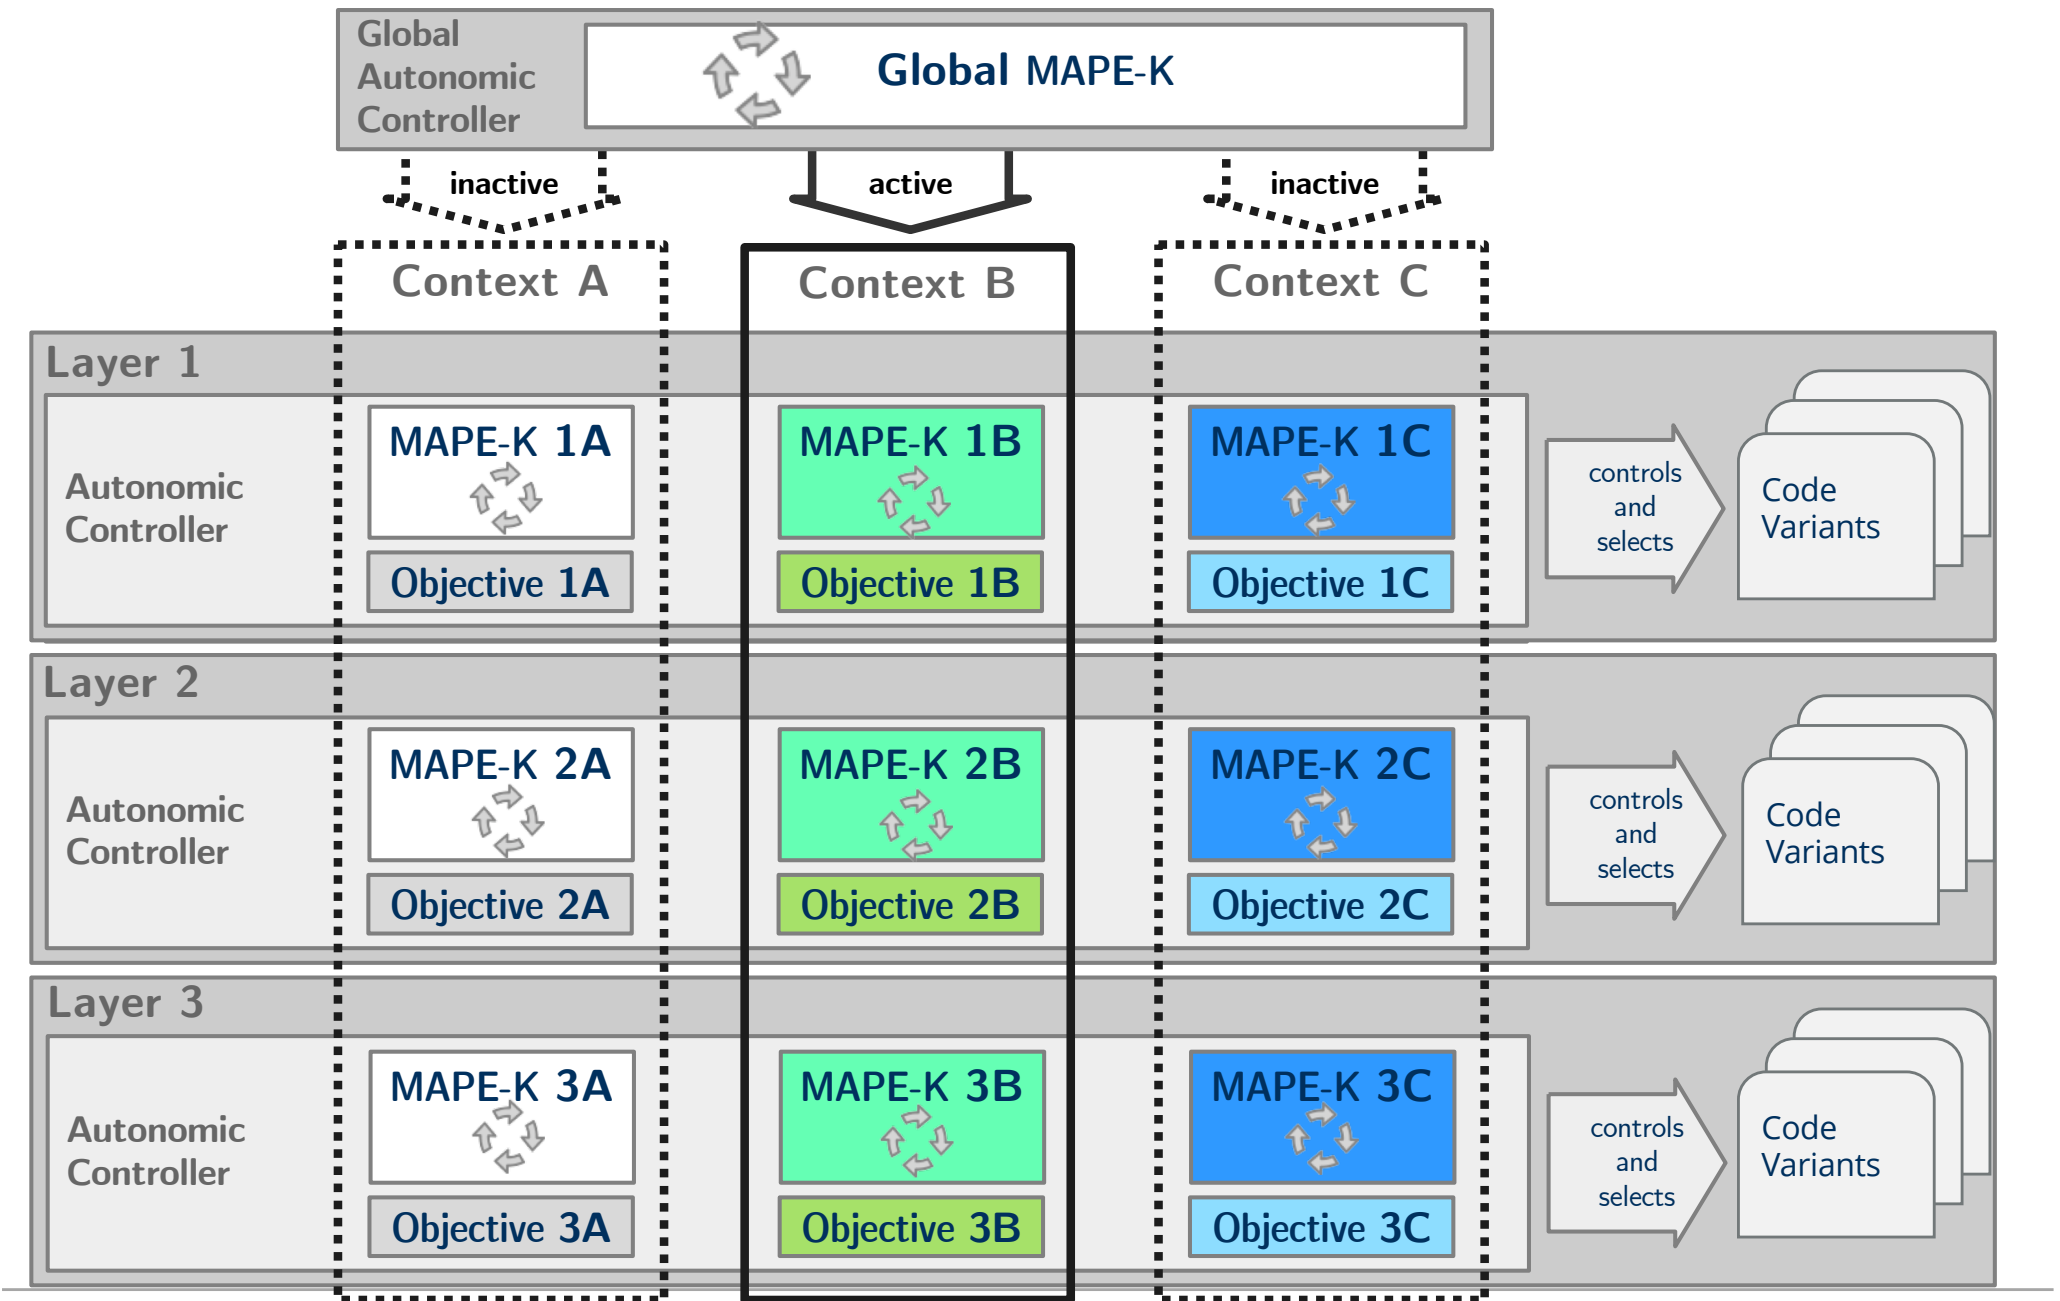 Global
Autonomic
Controller
Global MAPE-K
inactive
active
inactive
Context A
Context B
Context C
Layer 1
Autonomic
Controller
MAPE-K 1A
Objective 1A
MAPE-K 1B
Objective 1B
MAPE-K 1C
Objective 1C
controls
and
selects
Code
Variants
Layer 2
Autonomic
Controller
MAPE-K 2A
Objective 2A
MAPE-K 2B
Objective 2B
MAPE-K 2C
Objective 2C
controls
and
selects
Code
Variants
Layer 3
Autonomic
Controller
MAPE-K 3A
Objective 3A
MAPE-K 3B
Objective 3B
MAPE-K 3C
Objective 3C
controls
and
selects
Code
Variants